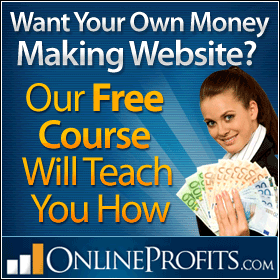 Want Your Own Money
Making Website?
Our Free
Course
Will Teach
You How
ONLINEPROFITS.COM